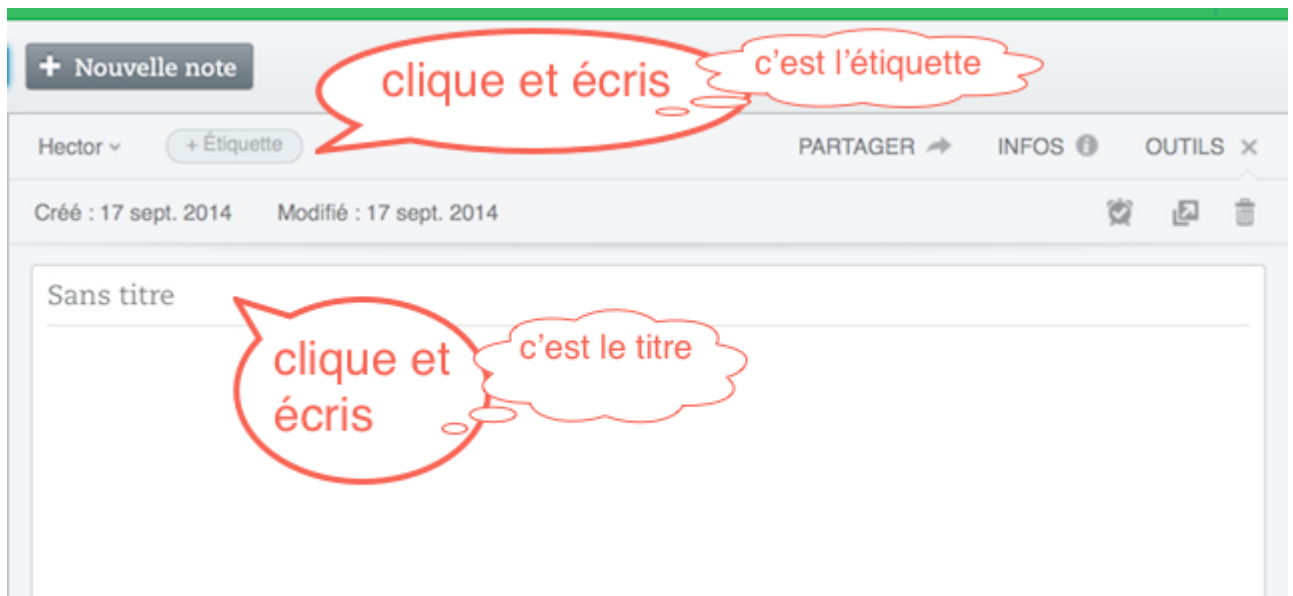 + Nouvelle note
clique et écris
c'est l'étiquette
Hector
+ Étiquette
PARTAGER
INFOS
OUTILS
Créé : 17 sept. 2014
Modifié : 17 sept. 2014
Sans titre
clique et
écris
c'est le titre